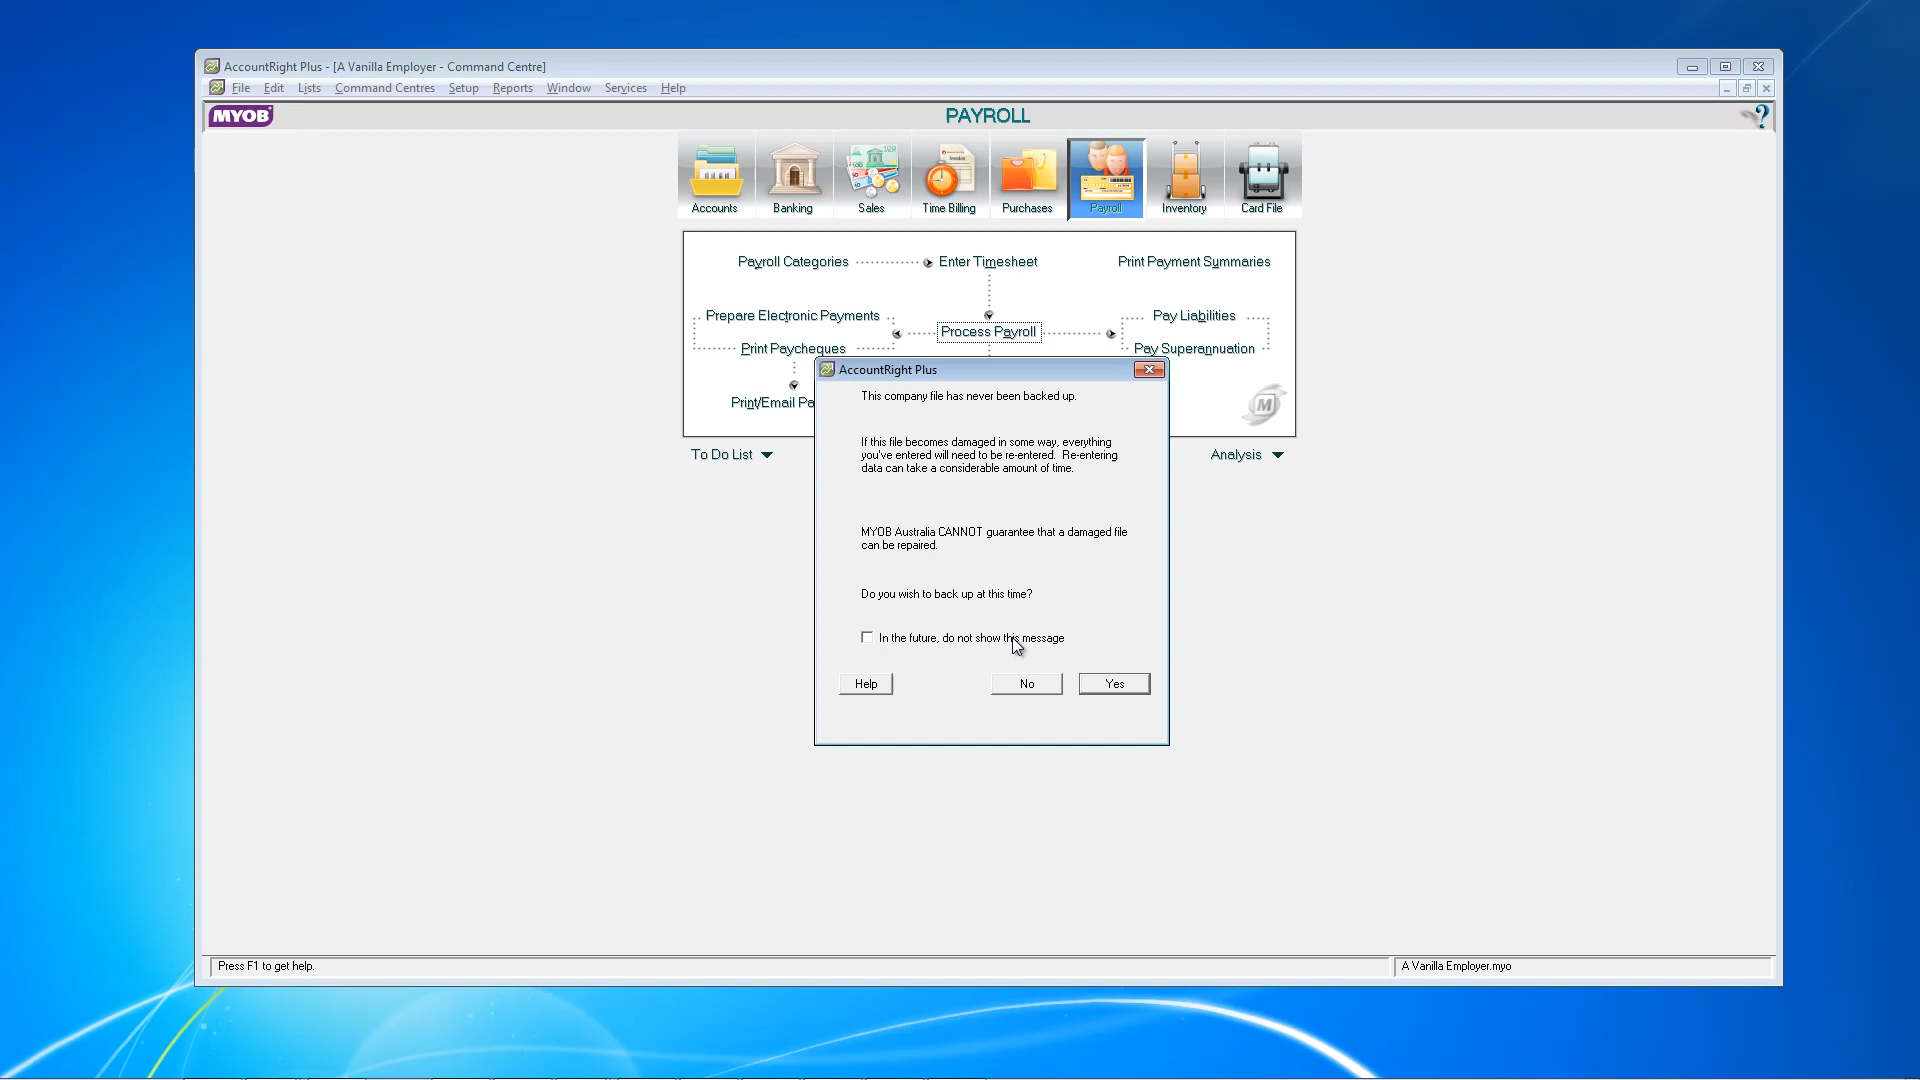 AccountRight Plus - [A Vanilla Employer - Command Centre]
File Edit Lists Command Centres Setup Reports Window Services Help
MYOB
PAYROLL
Accounts Banking Sales Time Billing Purchases Payroll Inventory Card File
Payroll Categories Enter Timesheet Print Payment Summaries
Prepare Electronic Payments Pay Liabilities
Process Payroll
Print Paycheques Pay Superannuation
Print/Email Pa
To Do List Analysis
AccountRight Plus
This company file has never been backed up.
If this file becomes damaged in some way, everything
you've entered will need to be re-entered. Re-entering
data can take a considerable amount of time.
MYOB Australia CANNOT guarantee that a damaged file
can be repaired.
Do you wish to back up at this time?
In the future, do not show this message
Help No Yes
Press F1 to get help. A Vanilla Employer.myo